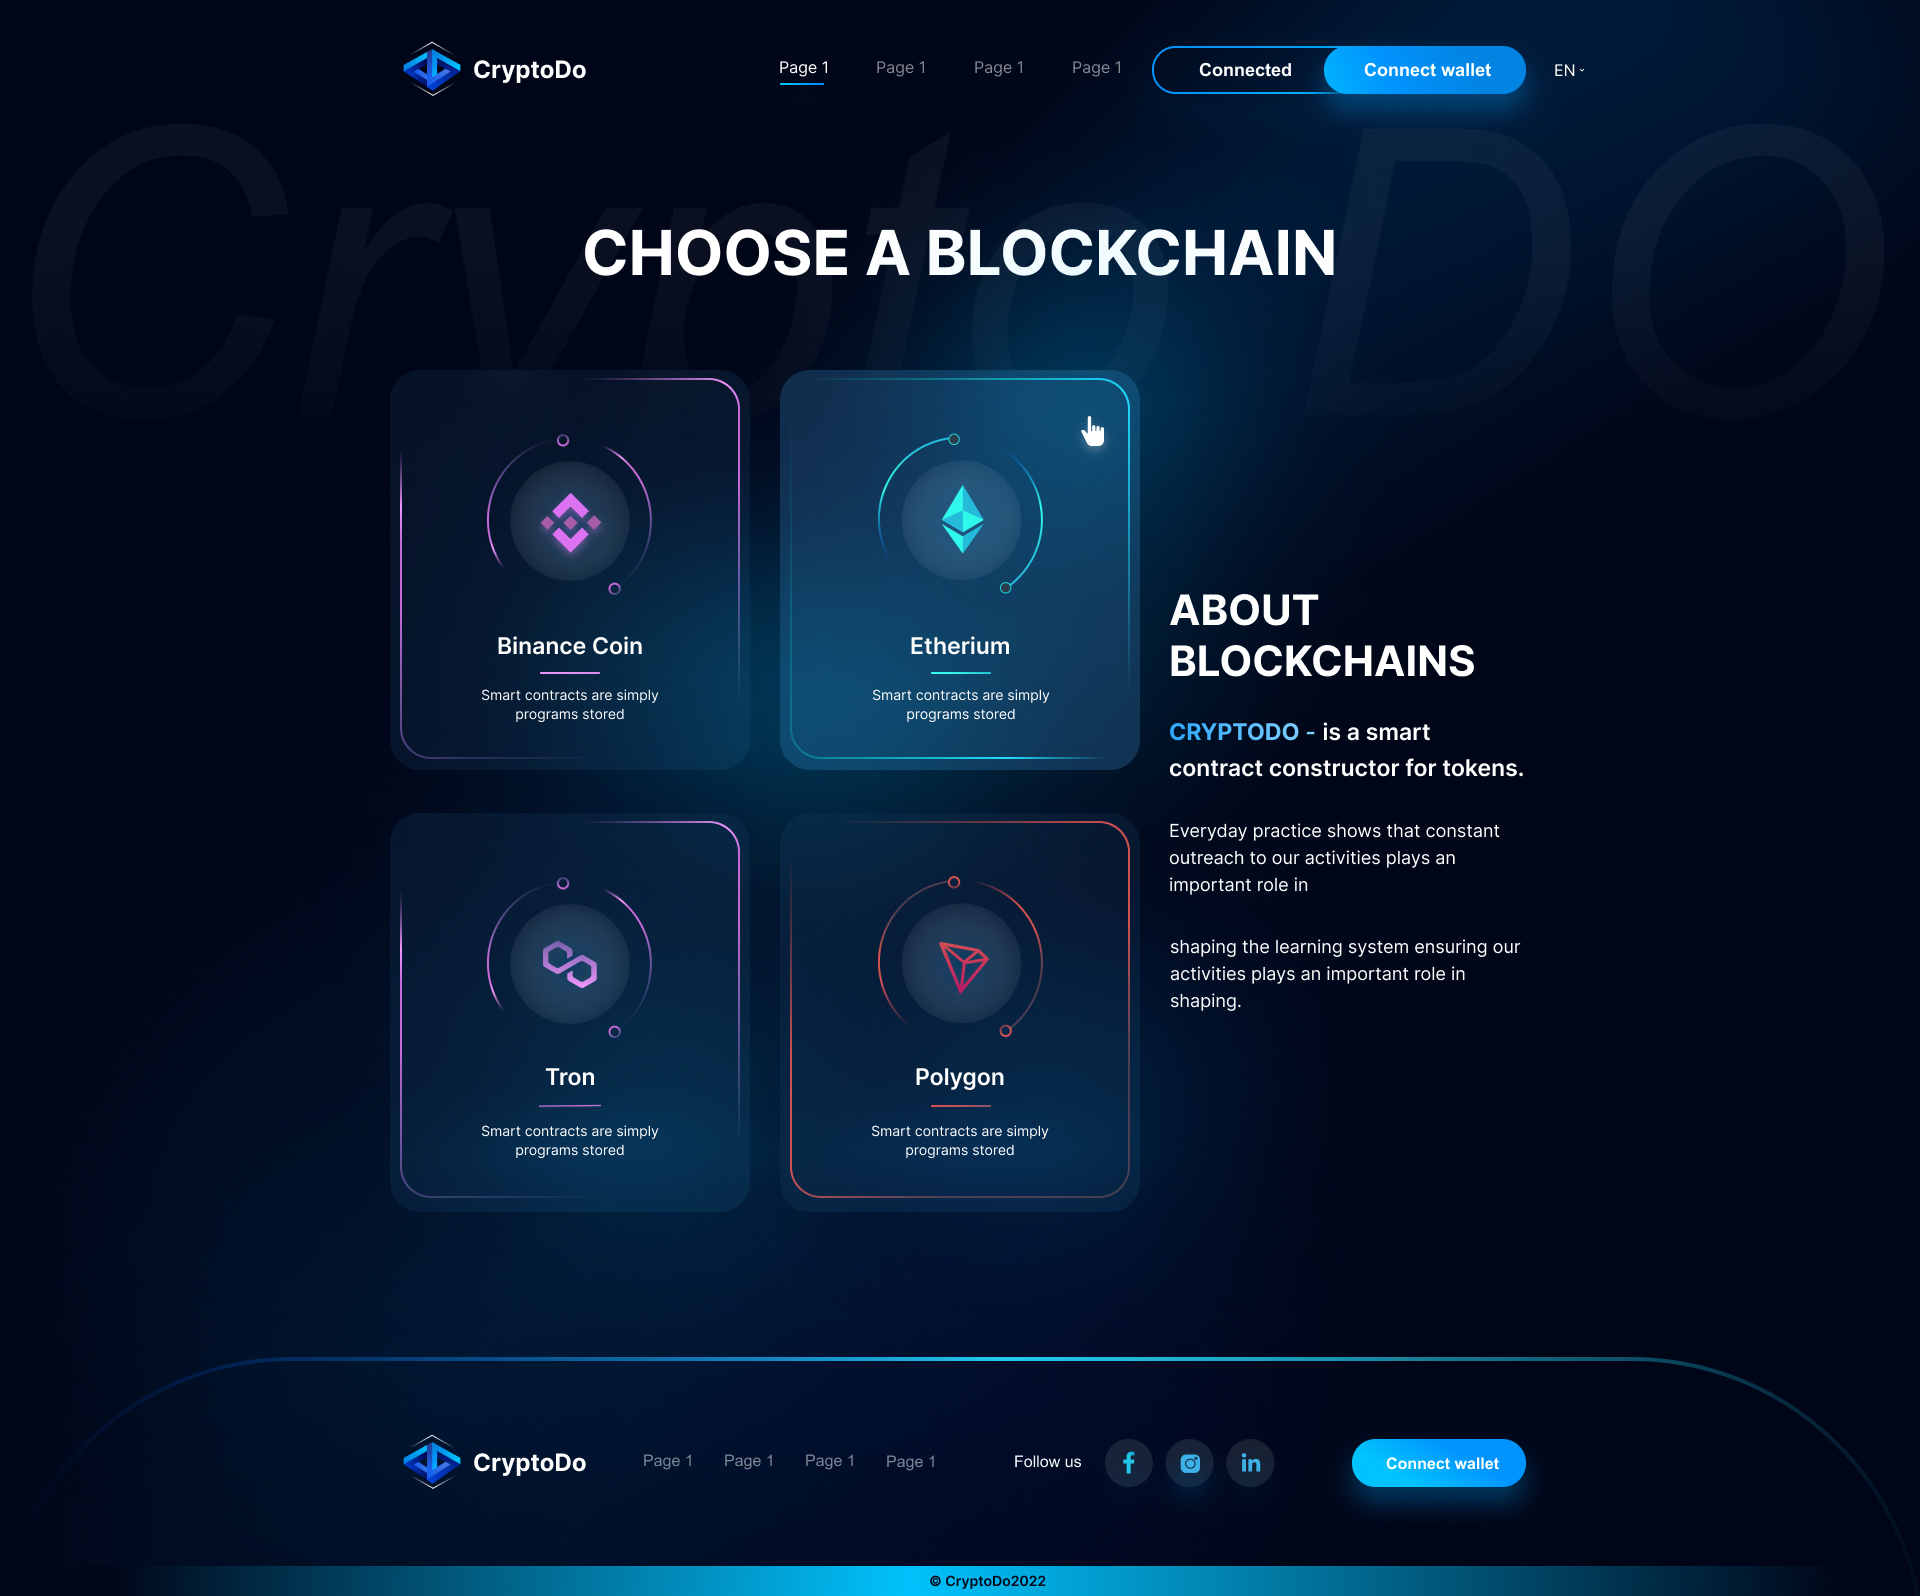 CryptoDo
Page 1
Page 1
Page 1
Page 1
Connected
Connect wallet
EN
Crypto DO
CHOOSE A BLOCKCHAIN
Binance Coin
Smart contracts are simply
programs stored
Etherium
Smart contracts are simply
programs stored
Tron
Smart contracts are simply
programs stored
Polygon
Smart contracts are simply
programs stored
ABOUT
BLOCKCHAINS
CRYPTODO - is a smart
contract constructor for tokens.
Everyday practice shows that constant
outreach to our activities plays an
important role in
shaping the learning system ensuring our
activities plays an important role in
shaping.
CryptoDo
Page 1
Page 1
Page 1
Page 1
Follow us
f
in
Connect wallet
© CryptoDo2022